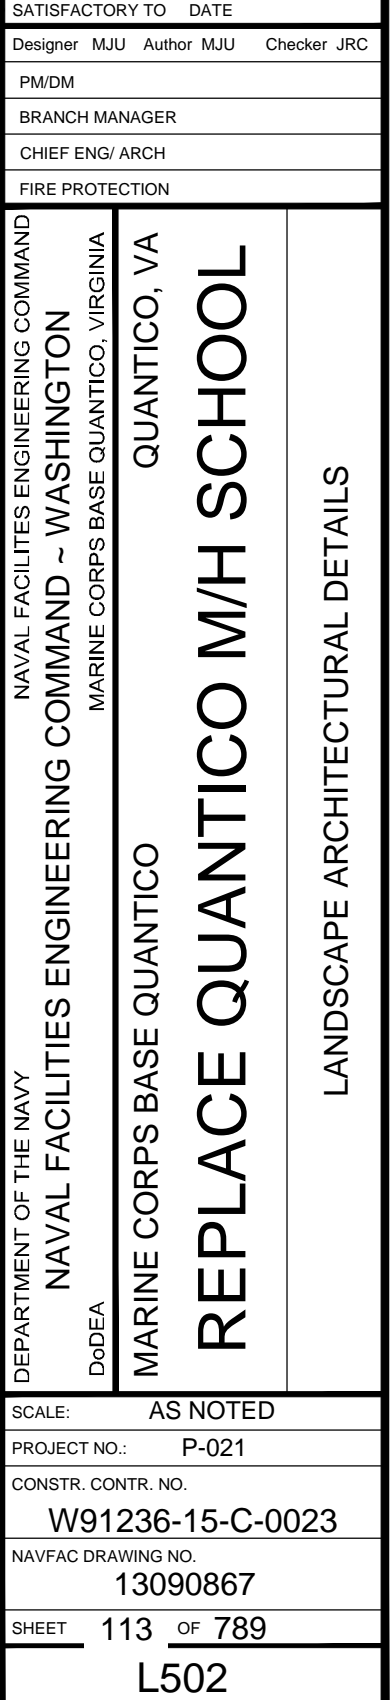 SATISFACTORY TO DATE
Designer MJU Author MJU Checker JRC
PM/DM
BRANCH MANAGER
CHIEF ENG/ ARCH
FIRE PROTECTION
DEPARTMENT OF THE NAVY NAVAL FACILITES ENGINEERING COMMAND
NAVAL FACILITIES ENGINEERING COMMAND ~ WASHINGTON
DoDEA MARINE CORPS BASE QUANTICO, VIRGINIA
MARINE CORPS BASE QUANTICO QUANTICO, VA
REPLACE QUANTICO M/H SCHOOL
LANDSCAPE ARCHITECTURAL DETAILS
SCALE: AS NOTED
PROJECT NO.: P-021
CONSTR. CONTR. NO.
W91236-15-C-0023
NAVFAC DRAWING NO.
13090867
SHEET 113 OF 789
L502